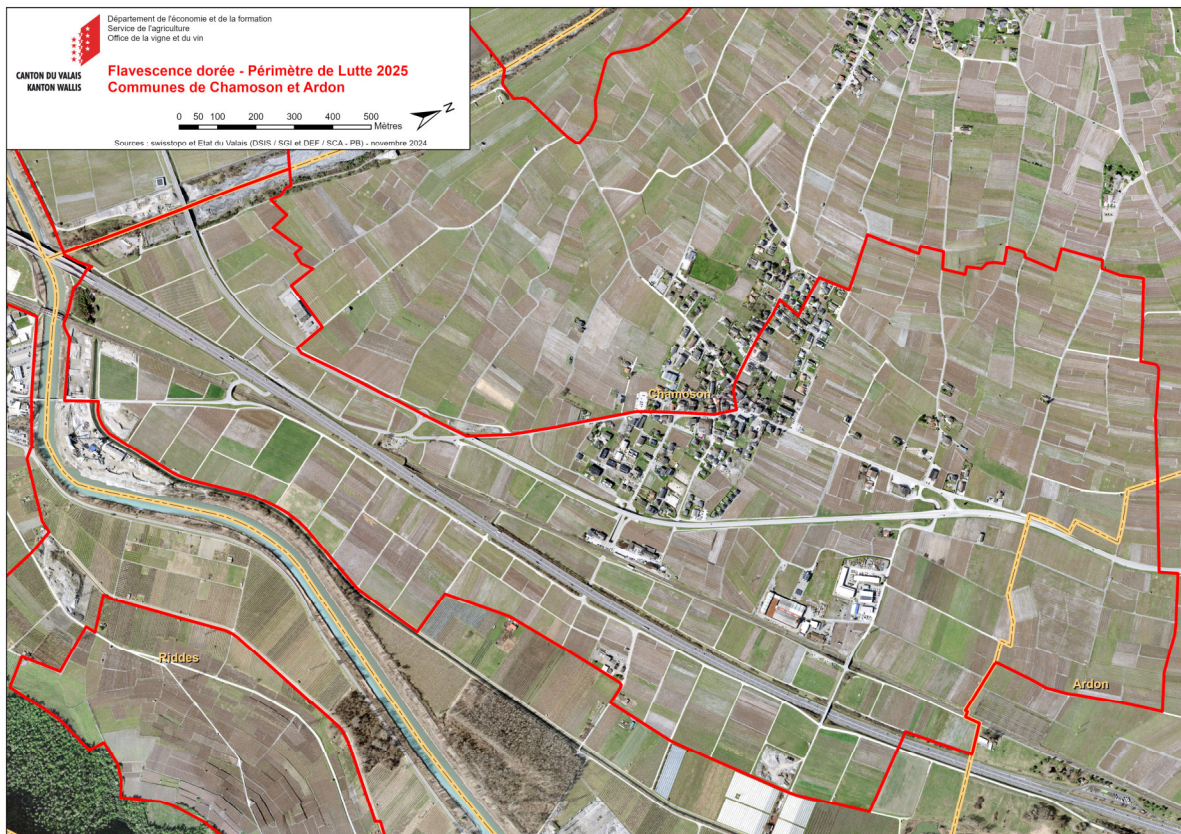 Département de l'économie et de la formation
Service de l'agriculture
Office de la vigne et du vin
CANTON DU VALAIS
KANTON WALLIS
Flavescence dorée - Périmètre de Lutte 2025
Communes de Chamoson et Ardon
0 50 100 200 300 400 500
Mètres
N
Sources : swisstopo et Etat du Valais (DSIS / SGI et DEF / SCA - PB) - novembre 2024
Chamoson
Riddes
Ardon